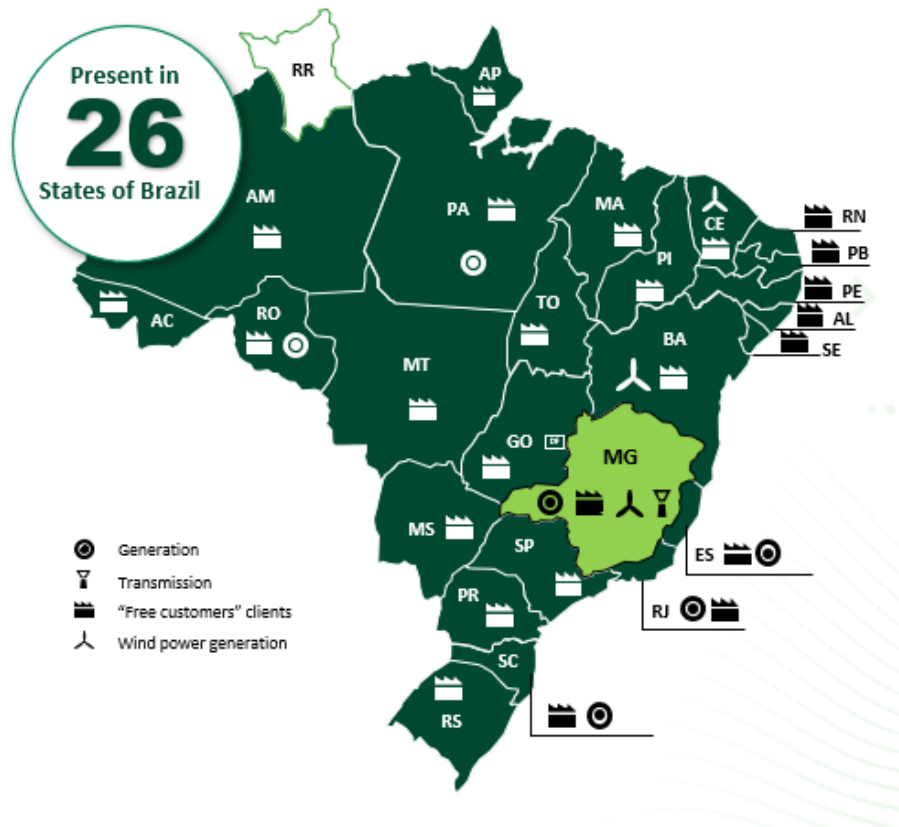 Present in
26
States of Brazil
RR
AP
AM
PA
MA
CE
RN
PB
PI
PE
AL
SE
TO
AC
RO
BA
MT
GO
DF
MG
MS
SP
ES
PR
RJ
SC
RS
Generation
Transmission
“Free customers” clients
Wind power generation